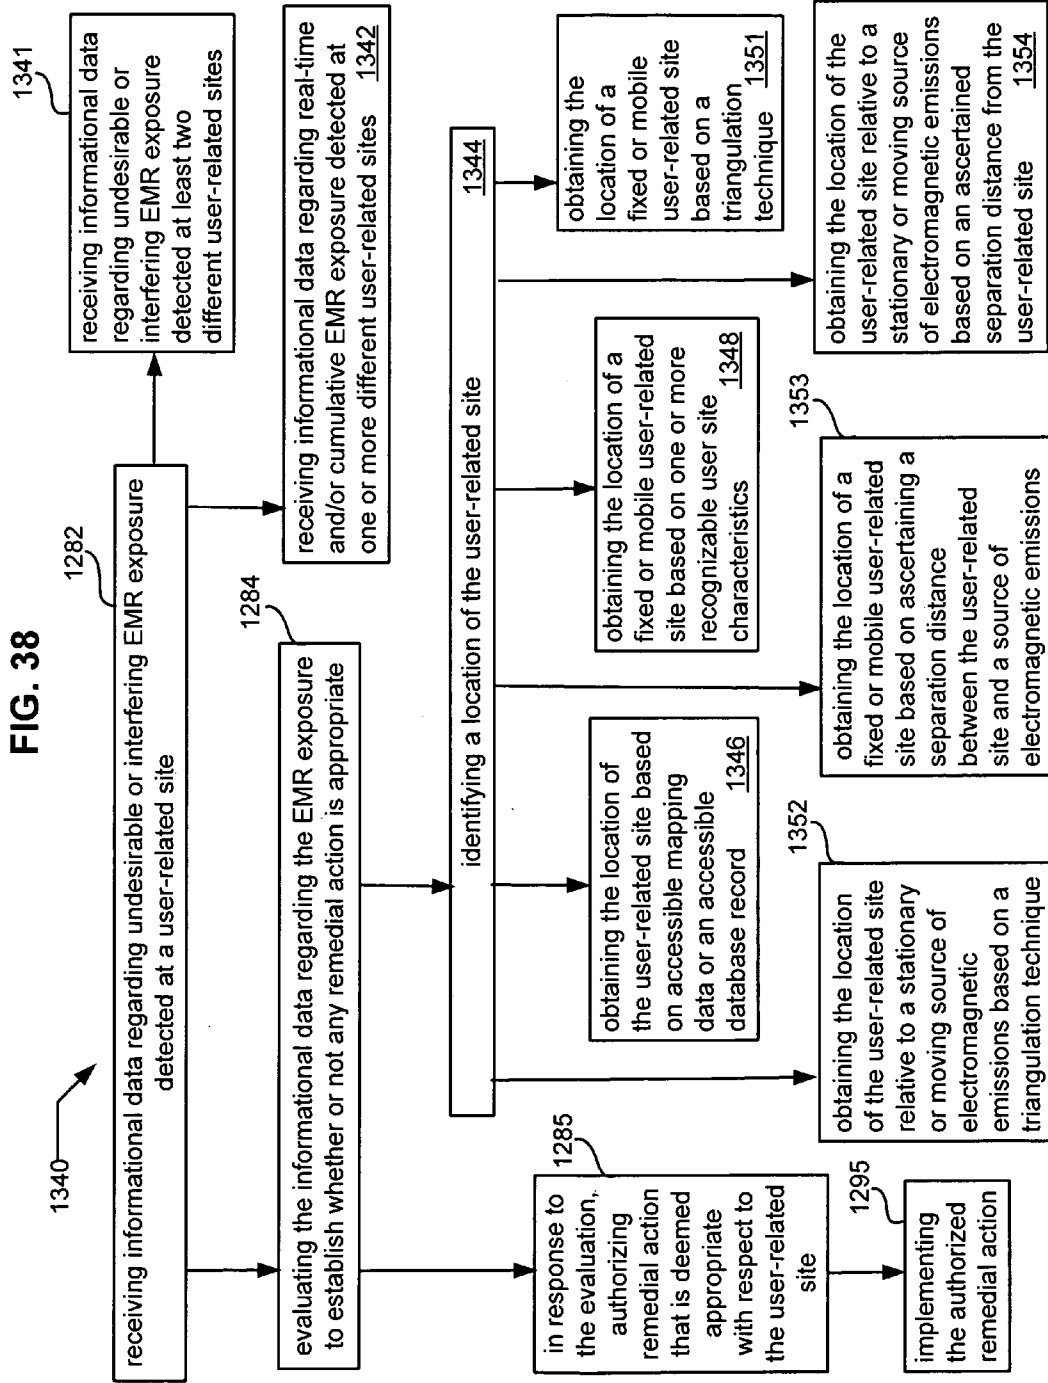 FIG. 38
1340
1282
receiving informational data regarding undesirable or interfering EMR exposure
detected at a user-related site
1341
receiving informational data
regarding undesirable or
interfering EMR exposure
detected at least two
different user-related sites
1284
evaluating the informational data regarding the EMR exposure
to establish whether or not any remedial action is appropriate
receiving informational data regarding real-time
and/or cumulative EMR exposure detected at
one or more different user-related sites 1342
identifying a location of the user-related site 1344
1285
in response to
the evaluation,
authorizing
remedial action
that is deemed
appropriate
with respect to
the user-related
site
1295
implementing
the authorized
remedial action
obtaining the location of
the user-related site based
on accessible mapping
data or an accessible
database record 1346
obtaining the location of a
fixed or mobile user-related
site based on one or more
recognizable user site
characteristics 1348
obtaining the
location of a
fixed or mobile
user-related site
based on a
triangulation
technique 1351
1352
obtaining the location
of the user-related site
relative to a stationary
or moving source of
electromagnetic
emissions based on a
triangulation technique
1353
obtaining the location of a
fixed or mobile user-related
site based on ascertaining a
separation distance
between the user-related
site and a source of
electromagnetic emissions
obtaining the location of the
user-related site relative to a
stationary or moving source
of electromagnetic emissions
based on an ascertained
separation distance from the
user-related site 1354